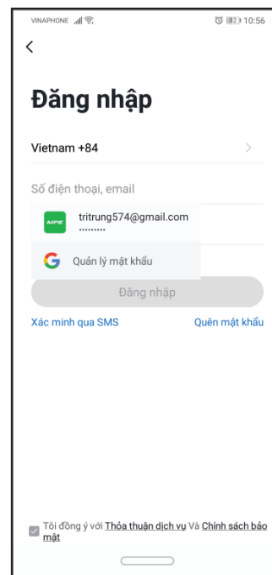 VINAPHONE 82 10:56
Đăng nhập
Vietnam +84
Số điện thoại, email
MPE tritrung574@gmail.com
•••••••••
Quản lý mật khẩu
Đăng nhập
Xác minh qua SMS Quên mật khẩu
Tôi đồng ý với Thỏa thuận dịch vụ Và Chính sách bảo
mật